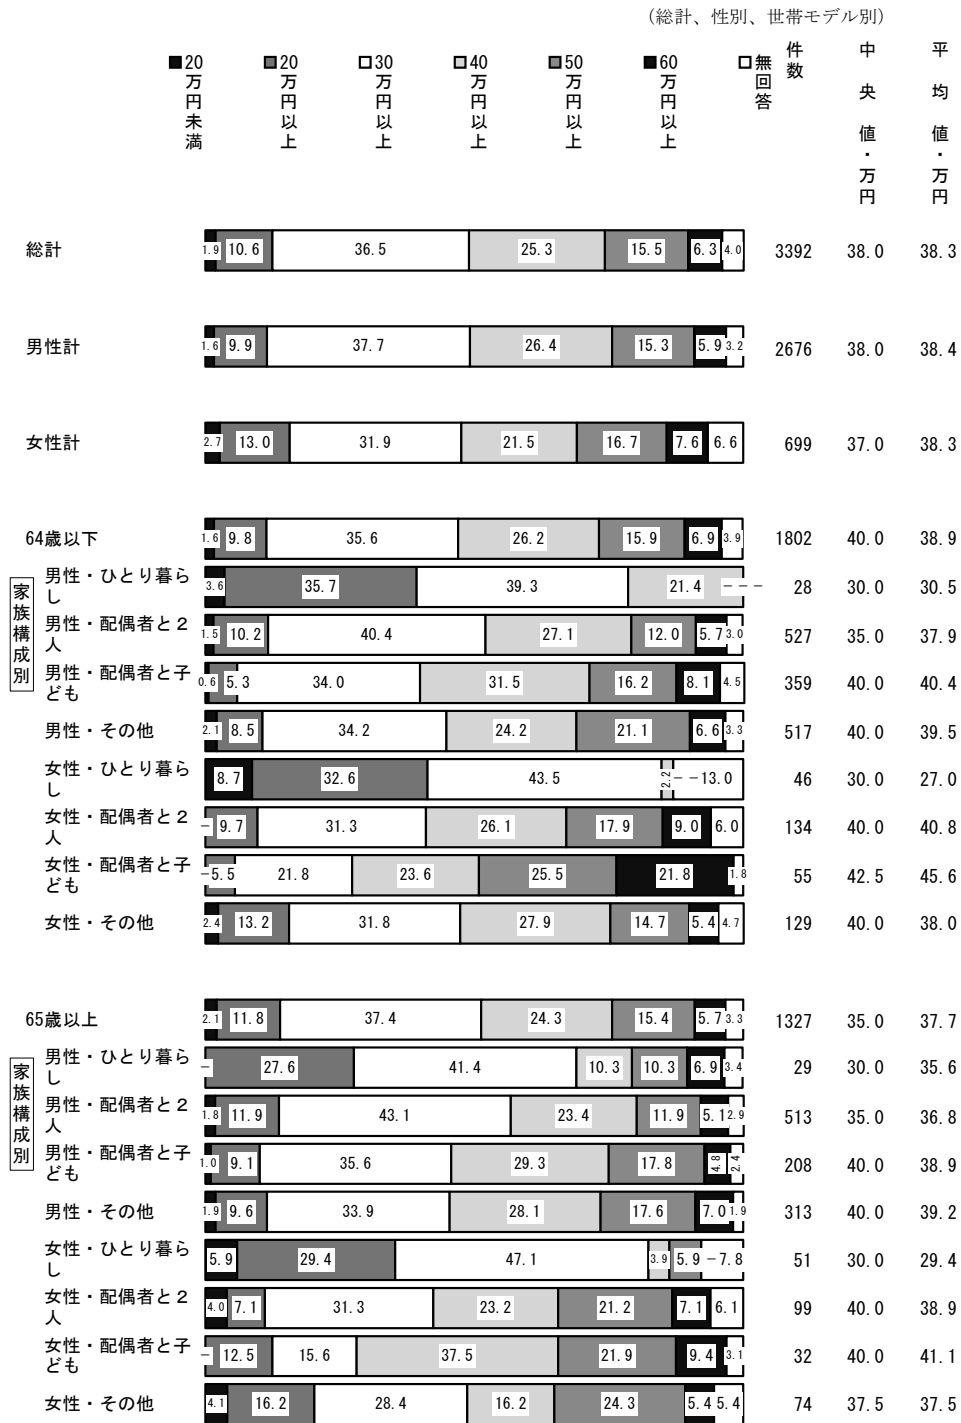 (総計、性別、世帯モデル別)
■20万円未満 ■20万円以上 □30万円以上 □40万円以上 ■50万円以上 ■60万円以上 □無回答 件数 中央値・万円 平均値・万円
総計 1.9 10.6 36.5 25.3 15.5 6.3 4.0 3392 38.0 38.3
男性計 1.6 9.9 37.7 26.4 15.3 5.9 3.2 2676 38.0 38.4
女性計 2.7 13.0 31.9 21.5 16.7 7.6 6.6 699 37.0 38.3
64歳以下 1.6 9.8 35.6 26.2 15.9 6.9 3.9 1802 40.0 38.9
家族構成別
男性・ひとり暮らし 3.6 35.7 39.3 21.4 - - - 28 30.0 30.5
男性・配偶者と2人 1.5 10.2 40.4 27.1 12.0 5.7 3.0 527 35.0 37.9
男性・配偶者と子ども 0.6 5.3 34.0 31.5 16.2 8.1 4.5 359 40.0 40.4
男性・その他 2.1 8.5 34.2 24.2 21.1 6.6 3.3 517 40.0 39.5
女性・ひとり暮らし 8.7 32.6 43.5 2.2 - - 13.0 46 30.0 27.0
女性・配偶者と2人 - 9.7 31.3 26.1 17.9 9.0 6.0 134 40.0 40.8
女性・配偶者と子ども - 5.5 21.8 23.6 25.5 21.8 1.8 55 42.5 45.6
女性・その他 2.4 13.2 31.8 27.9 14.7 5.4 4.7 129 40.0 38.0
65歳以上 2.1 11.8 37.4 24.3 15.4 5.7 3.3 1327 35.0 37.7
家族構成別
男性・ひとり暮らし - 27.6 41.4 10.3 10.3 6.9 3.4 29 30.0 35.6
男性・配偶者と2人 1.8 11.9 43.1 23.4 11.9 5.1 2.9 513 35.0 36.8
男性・配偶者と子ども 1.0 9.1 35.6 29.3 17.8 4.8 2.4 208 40.0 38.9
男性・その他 1.9 9.6 33.9 28.1 17.6 7.0 1.9 313 40.0 39.2
女性・ひとり暮らし 5.9 29.4 47.1 3.9 5.9 - 7.8 51 30.0 29.4
女性・配偶者と2人 4.0 7.1 31.3 23.2 21.2 7.1 6.1 99 40.0 38.9
女性・配偶者と子ども - 12.5 15.6 37.5 21.9 9.4 3.1 32 40.0 41.1
女性・その他 4.1 16.2 28.4 16.2 24.3 5.4 5.4 74 37.5 37.5